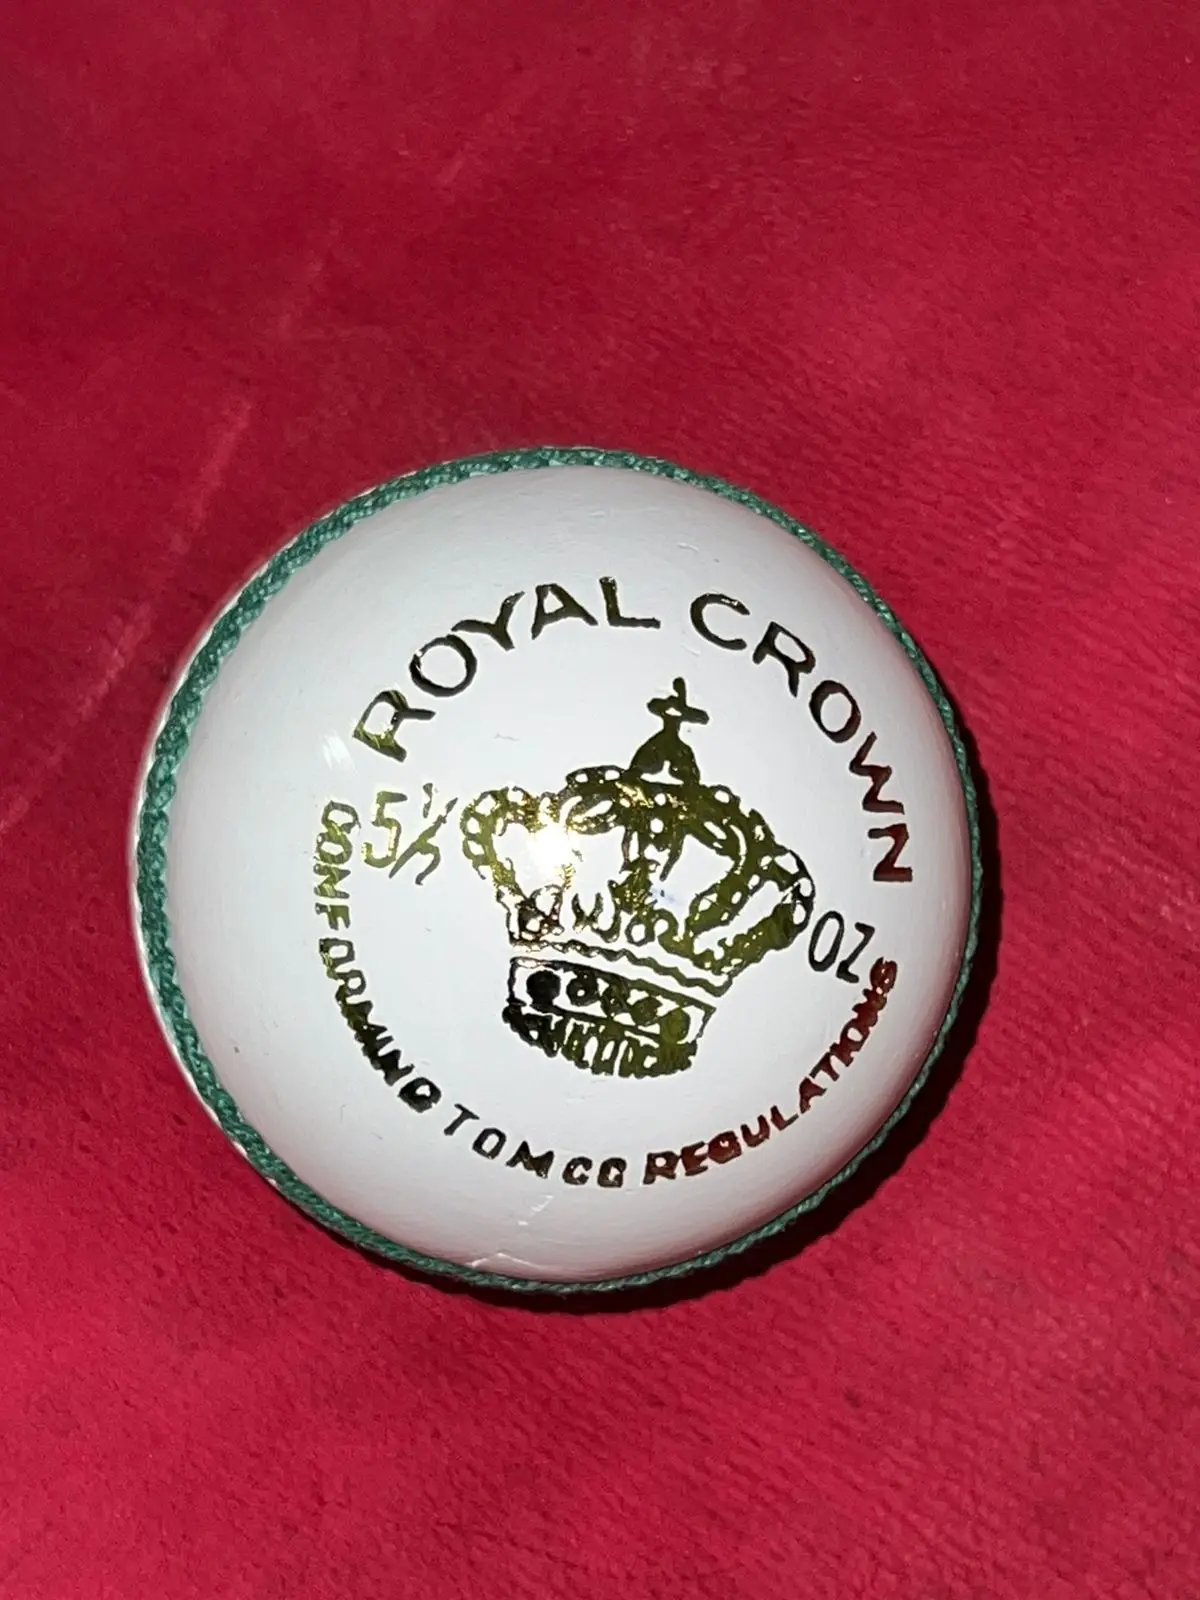 ROYAL CROWN
5½ OZ
CONFORMING TO MCC REGULATIONS